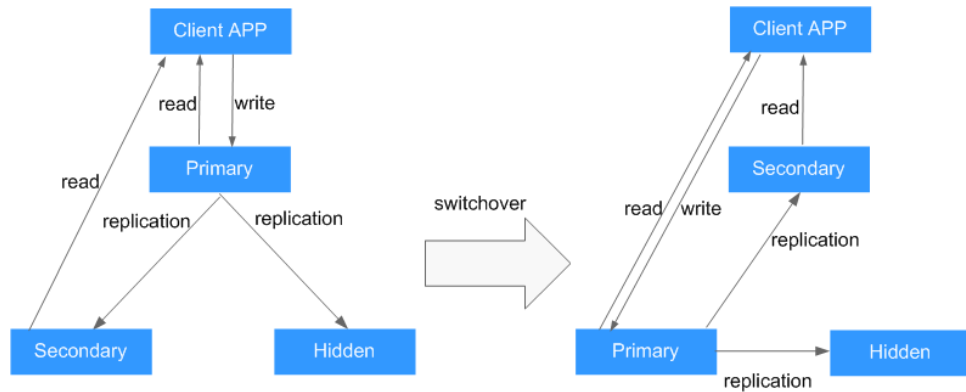 Client APP
read
write
Primary
read
replication
replication
Secondary
Hidden
switchover
Client APP
read
Secondary
read
write
replication
Primary
Hidden
replication